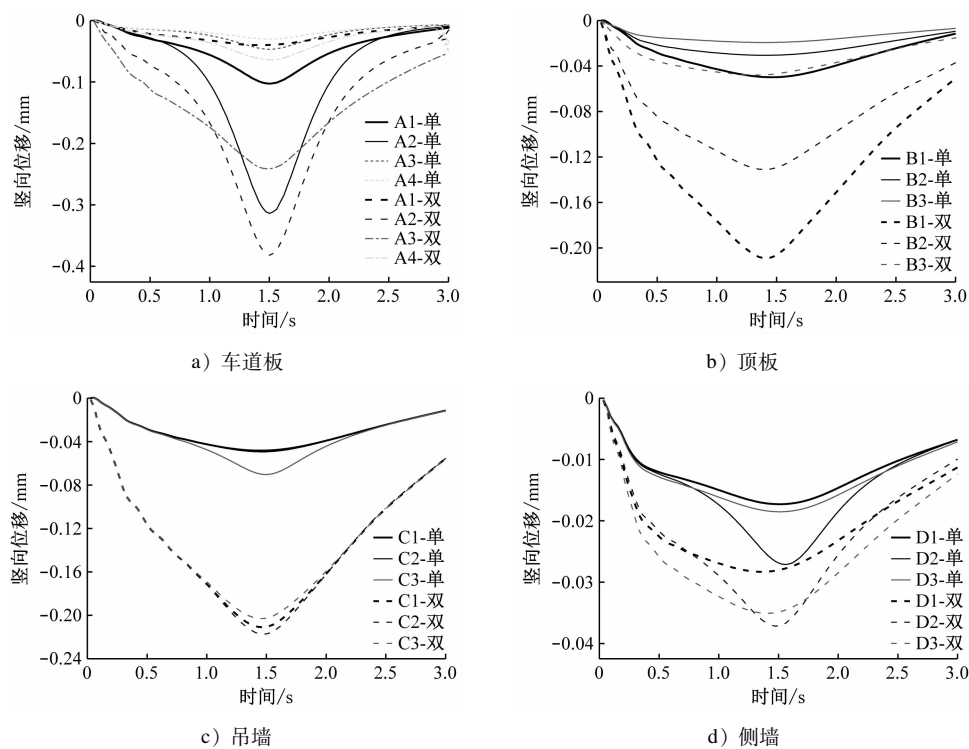 0
−0.1
−0.2
−0.3
−0.4
竖向位移/mm
A1-单
A2-单
A3-单
A4-单
A1-双
A2-双
A3-双
A4-双
0 0.5 1.0 1.5 2.0 2.5 3.0
时间/s
a）车道板
0
−0.04
−0.08
−0.12
−0.16
−0.20
竖向位移/mm
B1-单
B2-单
B3-单
B1-双
B2-双
B3-双
0 0.5 1.0 1.5 2.0 2.5 3.0
时间/s
b）顶板
0
−0.04
−0.08
−0.12
−0.16
−0.20
−0.24
竖向位移/mm
C1-单
C2-单
C3-单
C1-双
C2-双
C3-双
0 0.5 1.0 1.5 2.0 2.5 3.0
时间/s
c）吊墙
0
−0.01
−0.02
−0.03
−0.04
竖向位移/mm
D1-单
D2-单
D3-单
D1-双
D2-双
D3-双
0 0.5 1.0 1.5 2.0 2.5 3.0
时间/s
d）侧墙